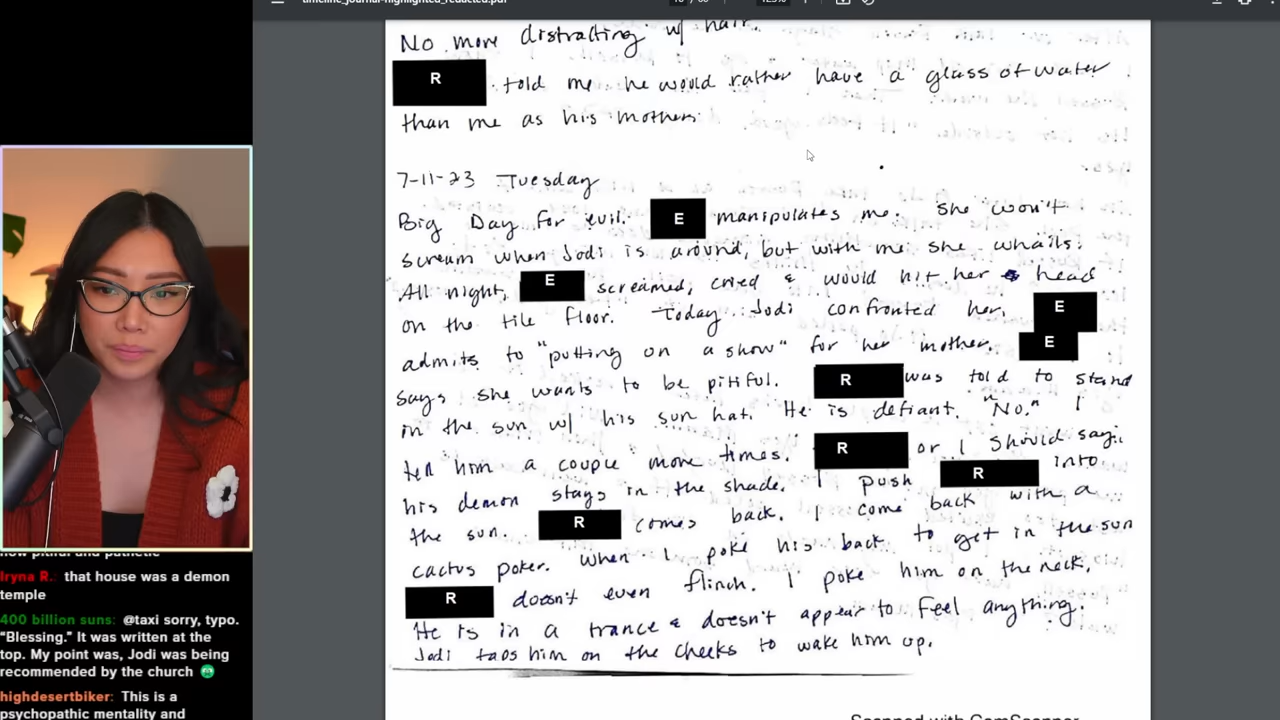 timeline_journal-highlighted_redacted.pdf
No more distracting w/ hair.
R told me he would rather have a glass of water
than me as his mother.
7-11-23 Tuesday
Big Day for evil. E manipulates me. She won't
scream when Jodi is around, but with me she whails.
All night, E screamed, cried & would hit her head
on the tile floor. Today Jodi confronted her. E
admits to "putting on a show" for her mother. E
says she wants to be pitiful. R was told to stand
in the sun w/ his sun hat. He is defiant. "No." I
tell him a couple more times. R or I should say,
his demon stays in the shade. I push R into
the sun. R comes back. I come back with a
cactus poker. When I poke his back to get in the sun
R doesn't even flinch. I poke him on the neck,
He is in a trance & doesn't appear to feel anything.
Jodi taps him on the cheeks to wake him up.
Scanned with CamScanner
how pitiful and pathetic
Iryna R. that house was a demon
temple
400 billion suns: @taxi sorry, typo.
“Blessing.” It was written at the
top. My point was, Jodi was being
recommended by the church
highdesertbiker: This is a
psychopathic mentality and